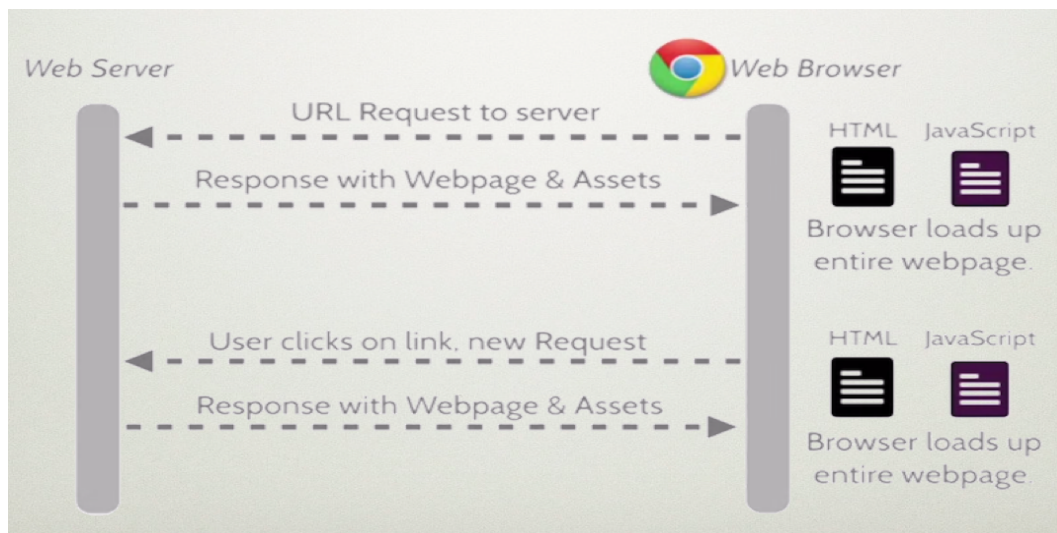 Web Server
Web Browser
URL Request to server
HTML JavaScript
Response with Webpage & Assets
Browser loads up
entire webpage.
User clicks on link, new Request
HTML JavaScript
Response with Webpage & Assets
Browser loads up
entire webpage.